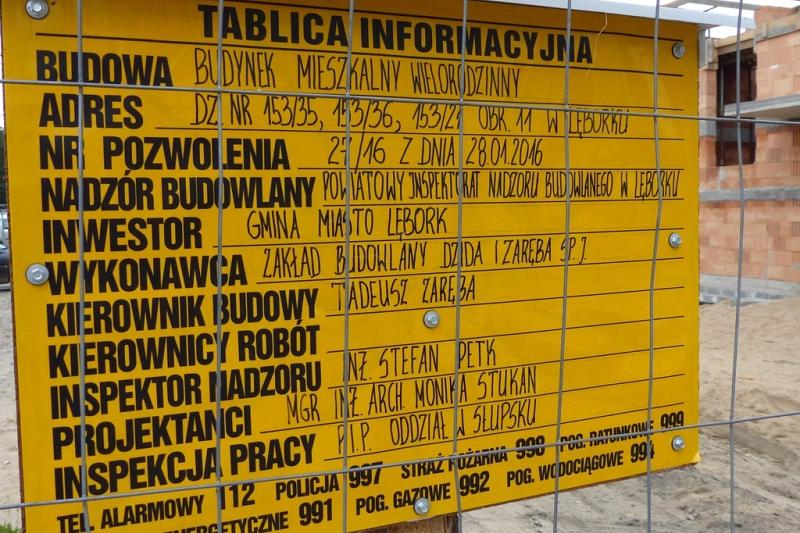 TABLICA INFORMACYJNA
BUDOWA BUDYNEK MIESZKALNY WIELORODZINNY
ADRES DZ NR 153/35, 153/36, 153/21 OBR. 11 W LĘBORKU
NR POZWOLENIA 25/16 Z DNIA 28.01.2016
NADZÓR BUDOWLANY POWIATOWY INSPEKTORAT NADZORU BUDOWLANEGO W LĘBORKU
INWESTOR GMINA MIASTO LĘBORK
WYKONAWCA ZAKŁAD BUDOWLANY DZIDA I ZARĘBA SP.J.
KIEROWNIK BUDOWY TADEUSZ ZARĘBA
KIEROWNICY ROBÓT
INSPEKTOR NADZORU INŻ. STEFAN PETK
PROJEKTANCI MGR INŻ. ARCH. MONIKA STUKAN
INSPEKCJA PRACY P.I.P. ODDZIAŁ W SŁUPSKU
TEL. ALARMOWY 112 POLICJA 997 STRAŻ POŻARNA 998 POG. RATUNKOWE 999
ENERGETYCZNE 991 POG. GAZOWE 992 POG. WODOCIĄGOWE 994